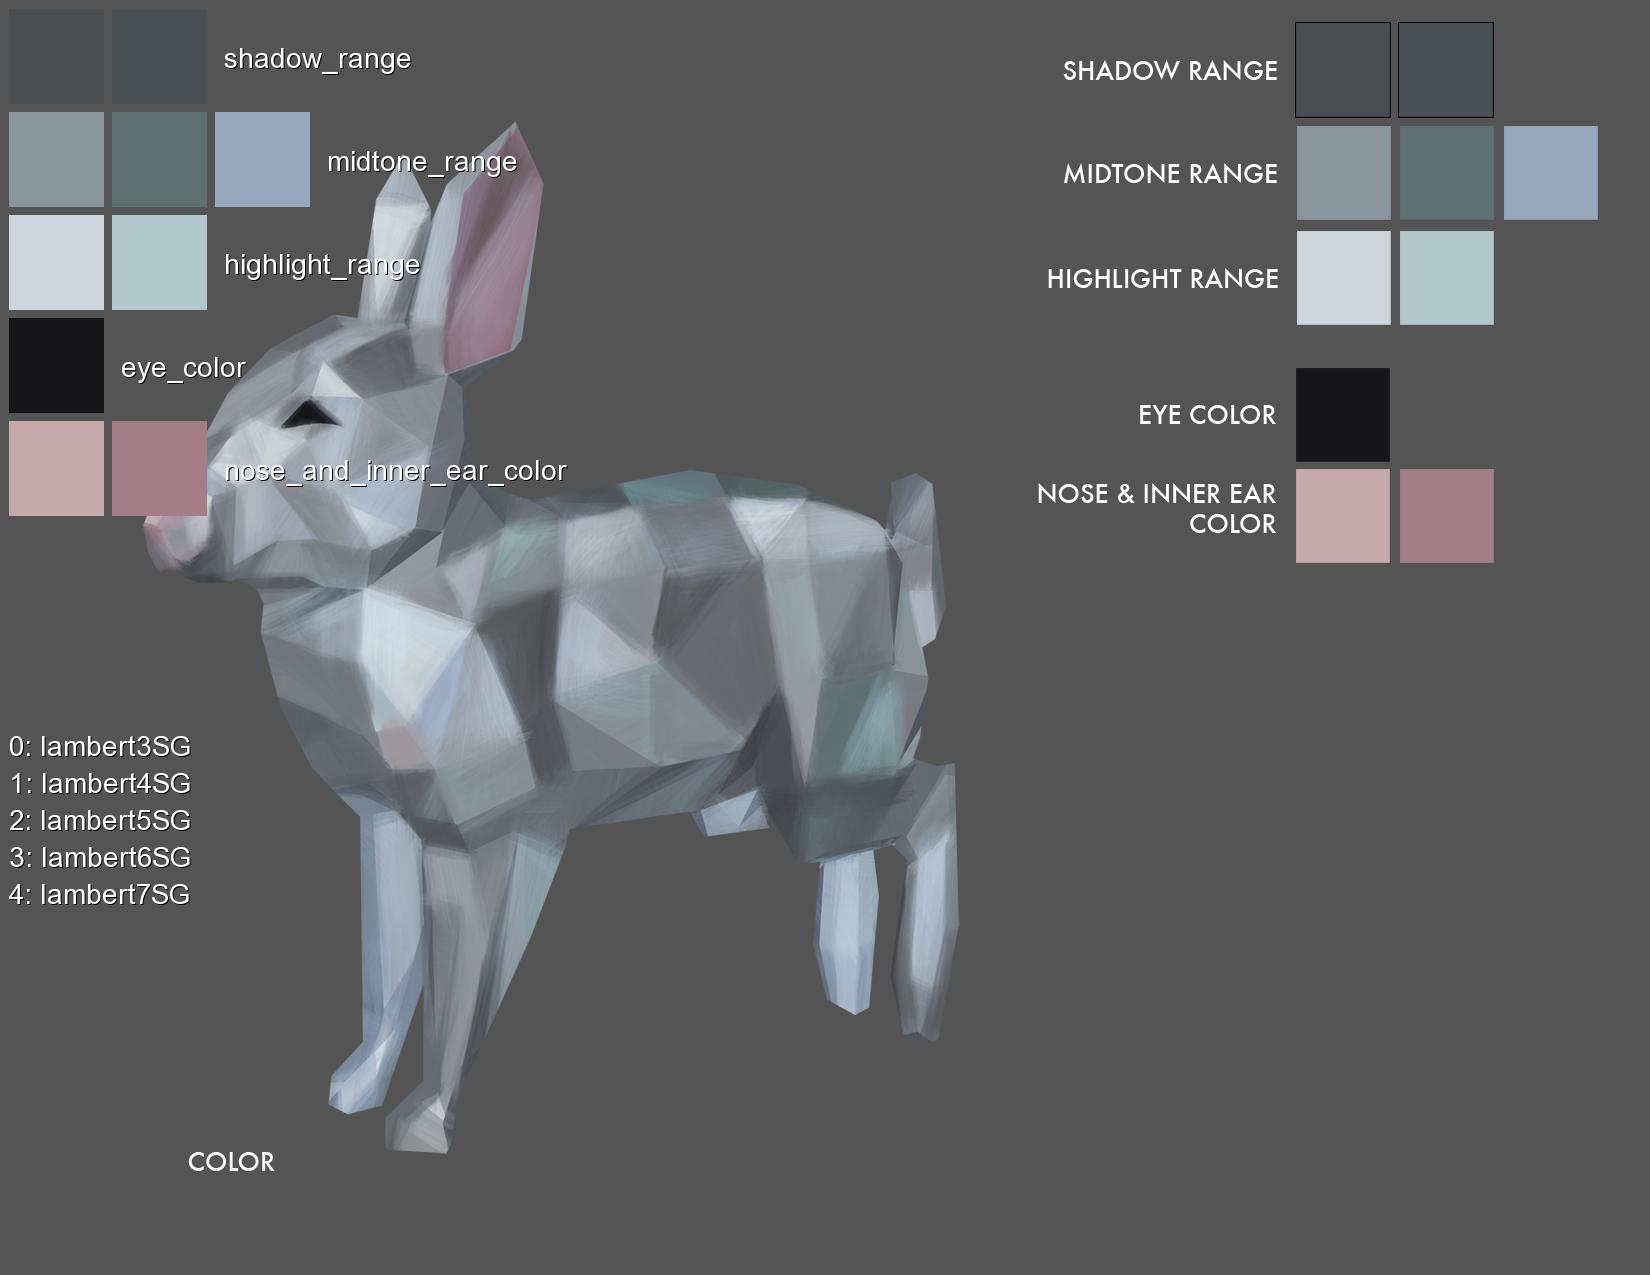 shadow_range
midtone_range
highlight_range
eye_color
nose_and_inner_ear_color
0: lambert3SG
1: lambert4SG
2: lambert5SG
3: lambert6SG
4: lambert7SG
COLOR
SHADOW RANGE
MIDTONE RANGE
HIGHLIGHT RANGE
EYE COLOR
NOSE & INNER EAR
COLOR